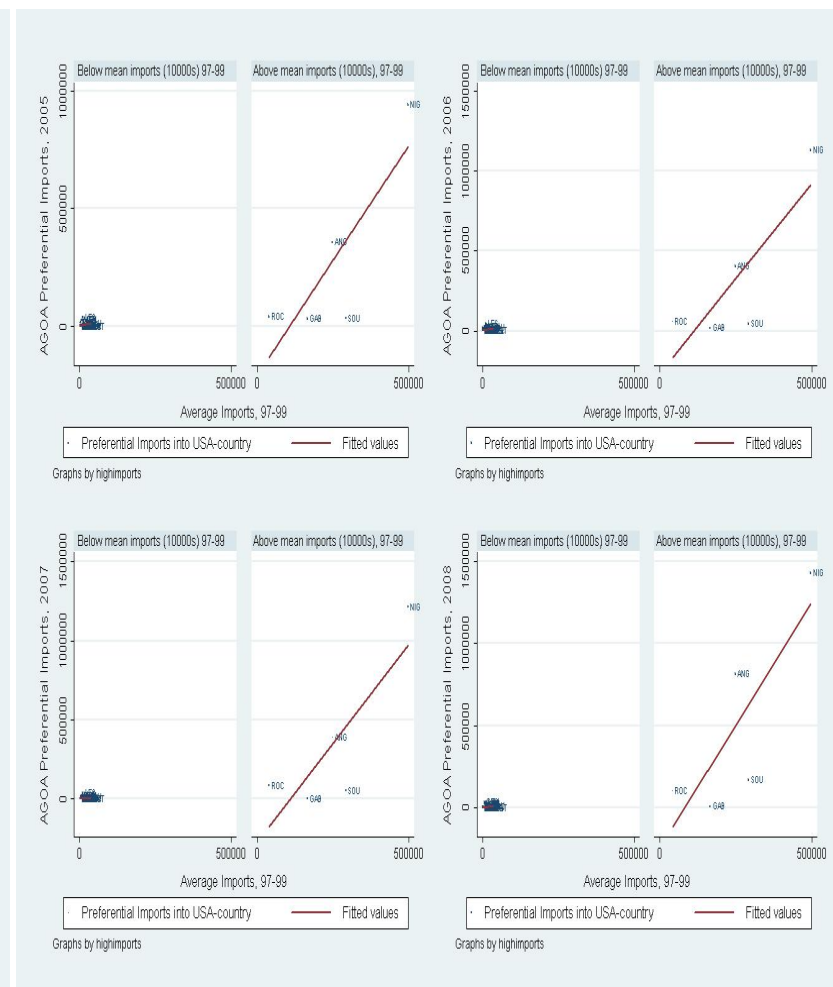 Below mean imports (10000s) 97-99
Above mean imports (10000s), 97-99
AGOA Preferential Imports, 2005
1000000
500000
0
NIG
ANG
ROC
GAB
SOU
0
500000
0
500000
Average Imports, 97-99
Preferential Imports into USA-country
Fitted values
Graphs by highimports
Below mean imports (10000s) 97-99
Above mean imports (10000s), 97-99
AGOA Preferential Imports, 2006
1500000
1000000
500000
0
NIG
ANG
ROC
GAB
SOU
0
500000
0
500000
Average Imports, 97-99
Preferential Imports into USA-country
Fitted values
Graphs by highimports
Below mean imports (10000s) 97-99
Above mean imports (10000s), 97-99
AGOA Preferential Imports, 2007
1500000
1000000
500000
0
NIG
ANG
ROC
GAB
SOU
0
500000
0
500000
Average Imports, 97-99
Preferential Imports into USA-country
Fitted values
Graphs by highimports
Below mean imports (10000s) 97-99
Above mean imports (10000s), 97-99
AGOA Preferential Imports, 2008
1500000
1000000
500000
0
NIG
ANG
ROC
GAB
SOU
0
500000
0
500000
Average Imports, 97-99
Preferential Imports into USA-country
Fitted values
Graphs by highimports